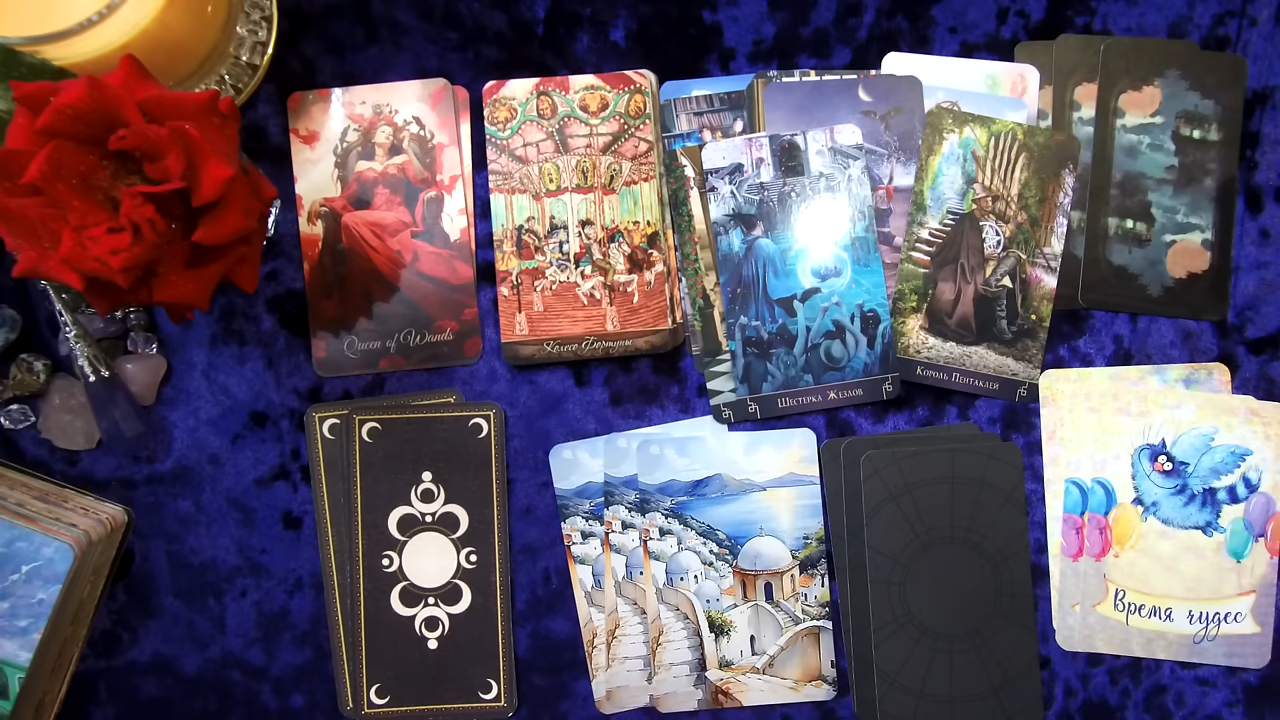 Queen of Wands
Колесо Фортуны
Шестерка Жезлов
Король Пентаклей
Время чудес